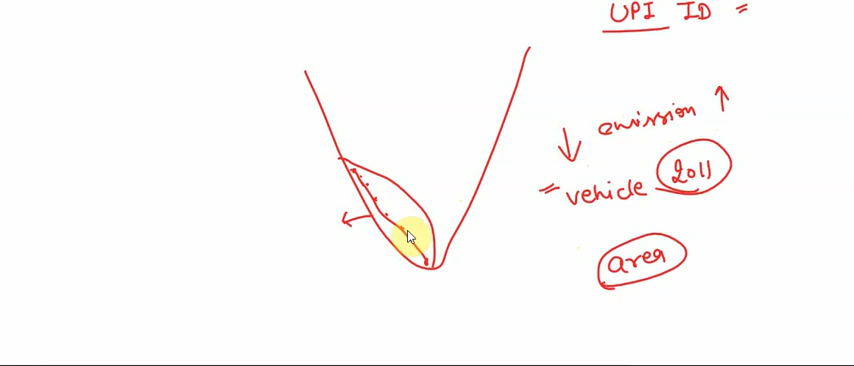 UPI ID =
↓ emission ↑
= vehicle 2011
area